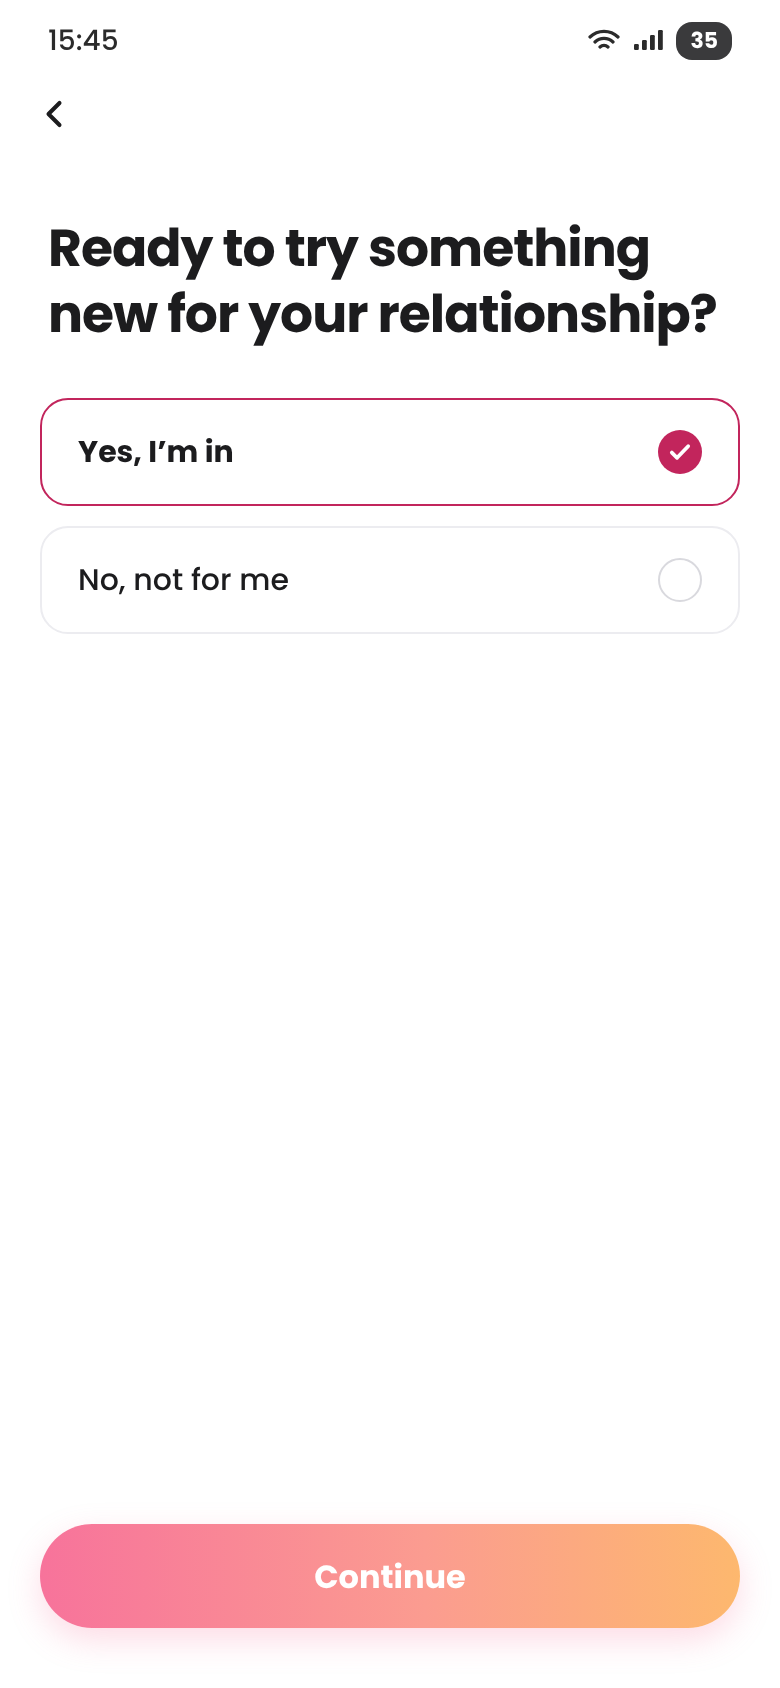 15:45
35
Ready to try something
new for your relationship?
Yes, I’m in
No, not for me
Continue